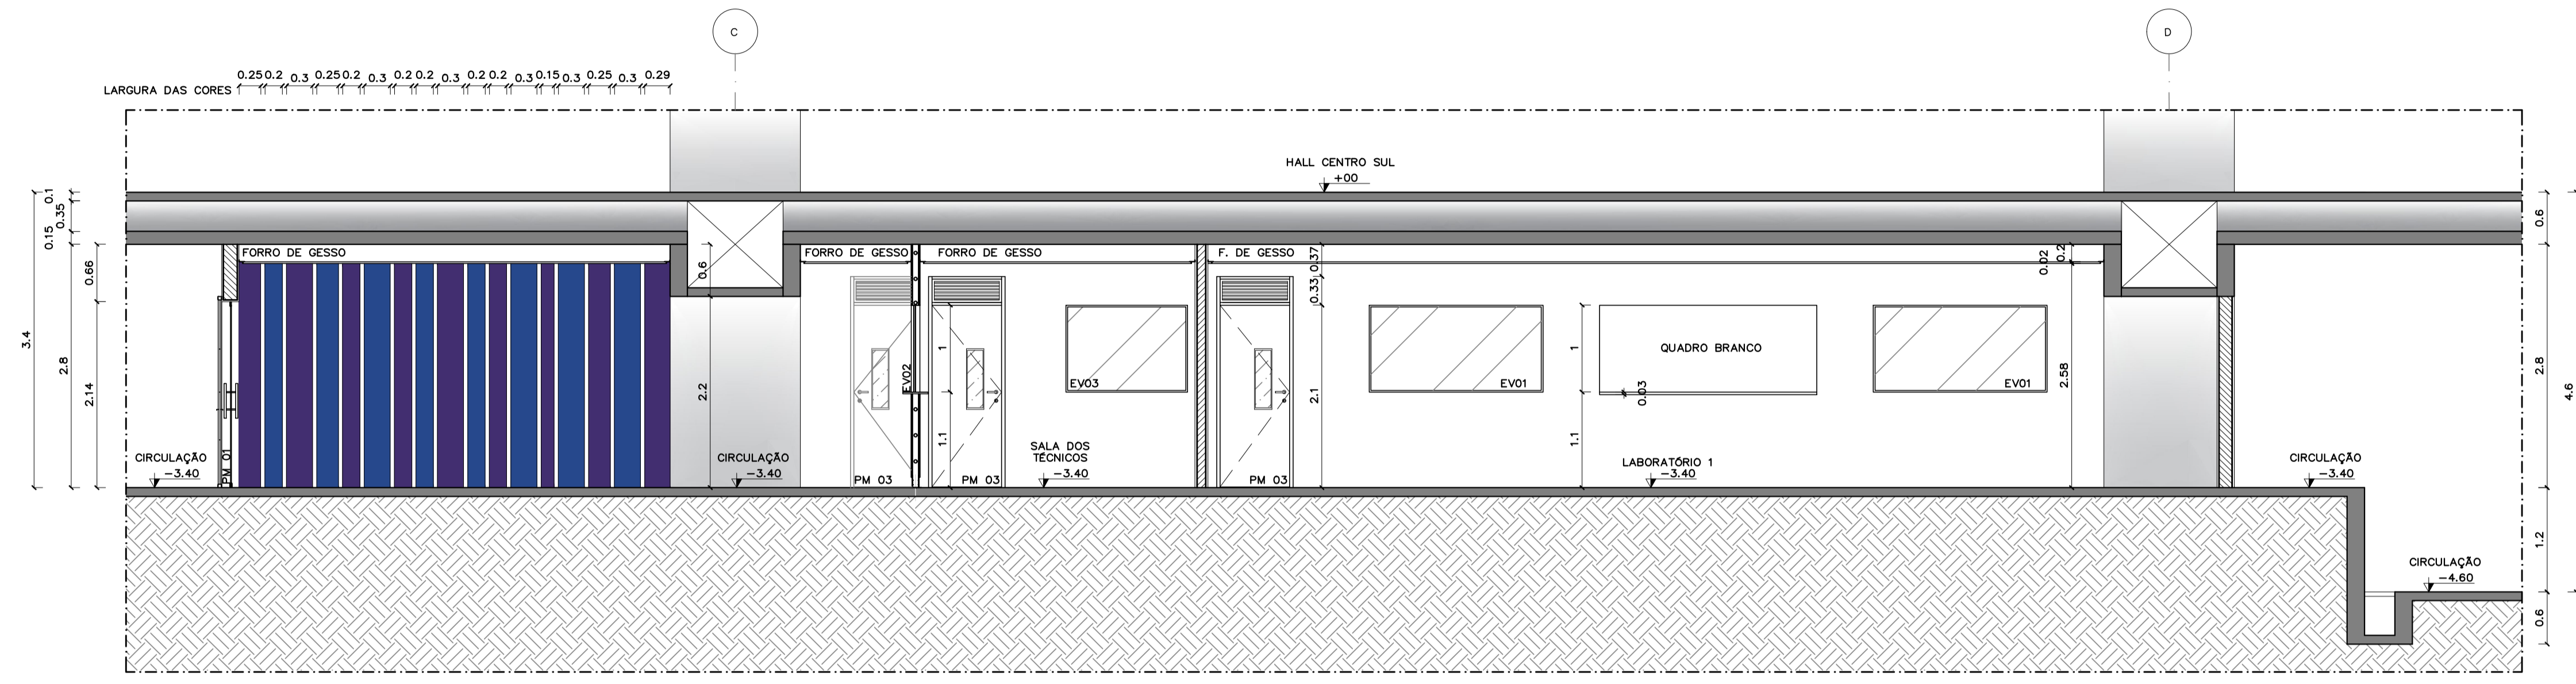 C
D
0.25 0.2 0.3 0.25 0.2 0.3 0.2 0.2 0.3 0.2 0.2 0.3 0.15 0.3 0.25 0.3 0.29
LARGURA DAS CORES
HALL CENTRO SUL
+00
0.1
0.35
0.15
0.66
3.4
2.8
2.14
FORRO DE GESSO
0.6
2.2
FORRO DE GESSO
FORRO DE GESSO
F. DE GESSO
0.37
0.33
2.1
0.02
0.2
2.58
0.6
2.8
4.6
1.2
0.6
EV02
1
1.1
EV03
EV01
1
0.03
1.1
QUADRO BRANCO
EV01
CIRCULAÇÃO
-3.40
PM 01
CIRCULAÇÃO
-3.40
PM 03
PM 03
SALA DOS
TÉCNICOS
-3.40
PM 03
LABORATÓRIO 1
-3.40
CIRCULAÇÃO
-3.40
CIRCULAÇÃO
-4.60